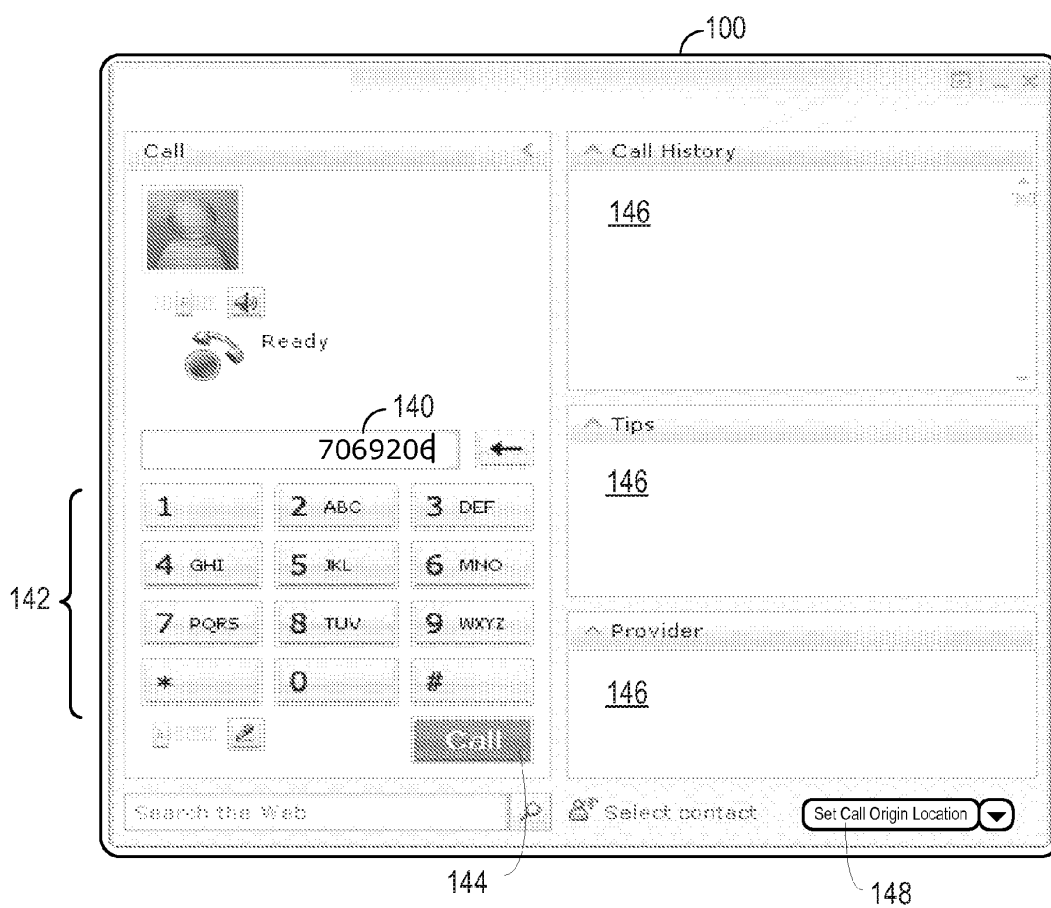 100
Call <
Call History
146
Ready
140
7069206
Tips
146
142
1
2 ABC
3 DEF
4 GHI
5 JKL
6 MNO
7 PQRS
8 TUV
9 WXYZ
*
0
#
Provider
146
Call
Search the Web
Select contact
Set Call Origin Location
144
148